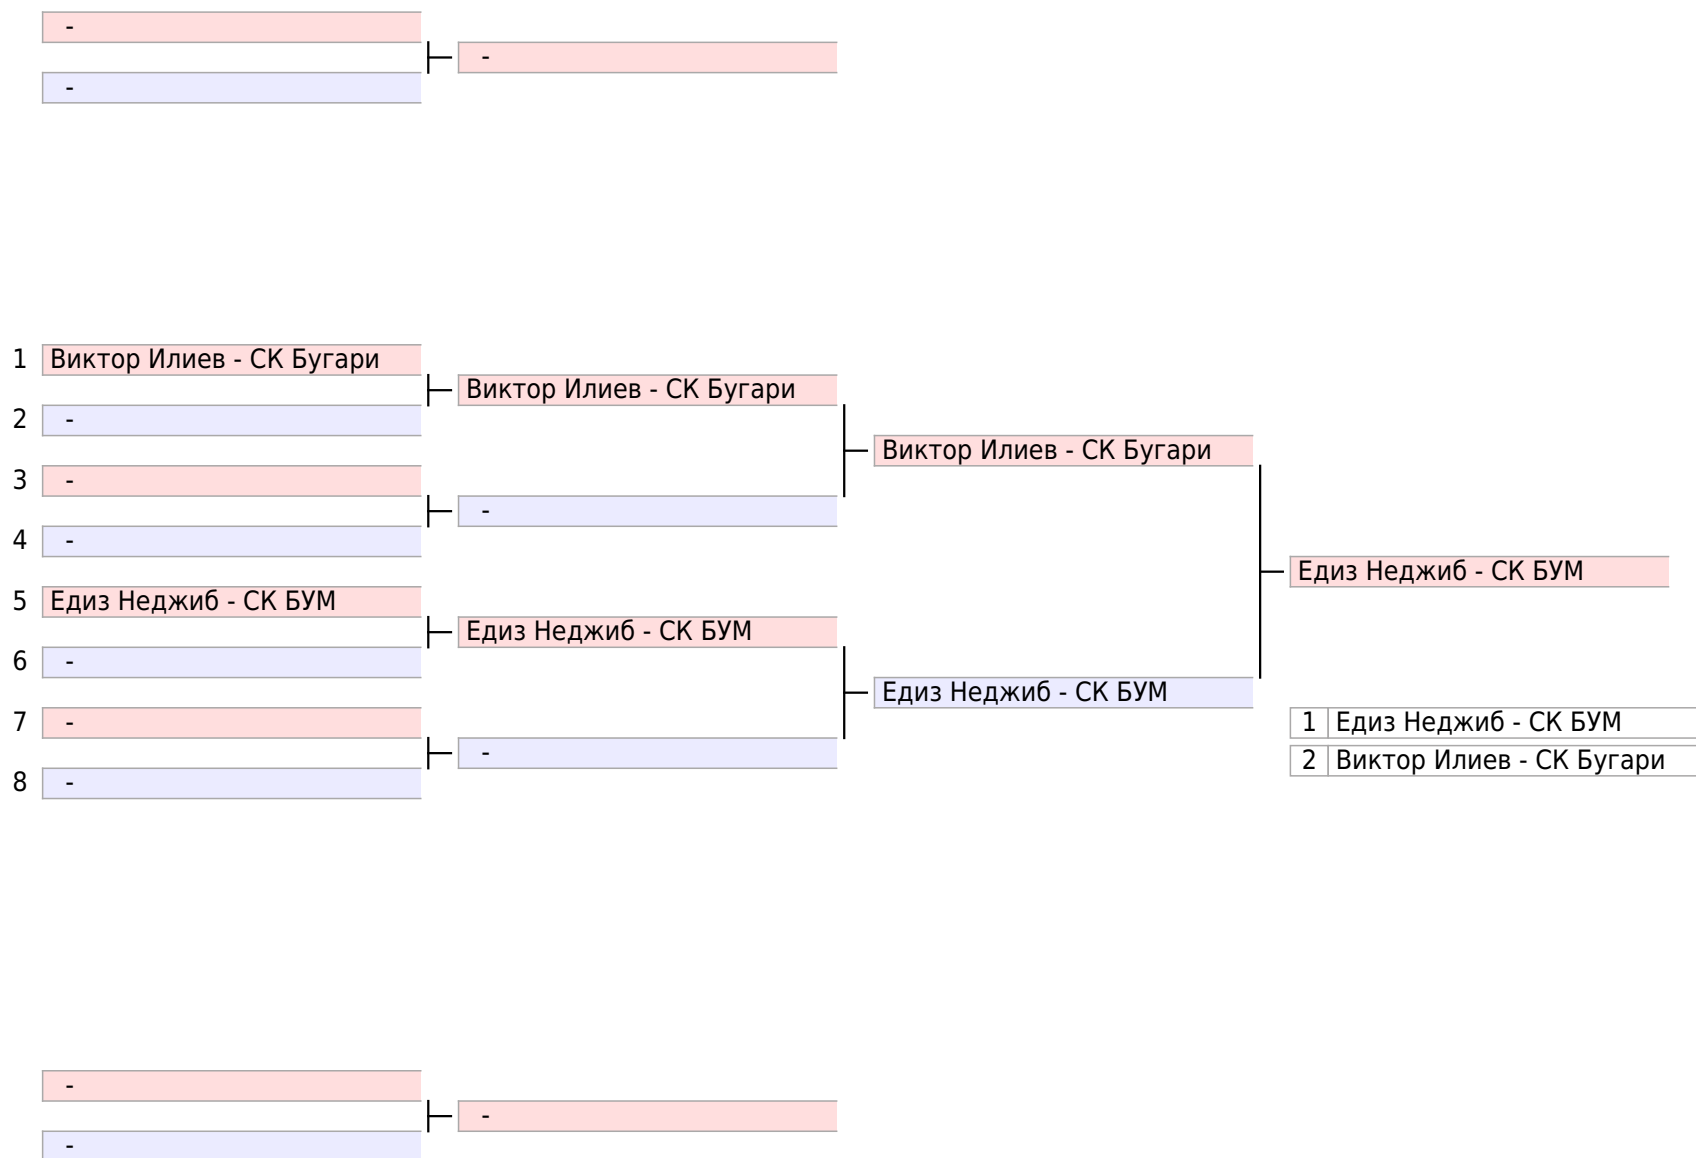 -
-
-
1 Виктор Илиев - СК Бугари
Виктор Илиев - СК Бугари
2 -
Виктор Илиев - СК Бугари
3 -
-
4 -
Едиз Неджиб - СК БУМ
5 Едиз Неджиб - СК БУМ
Едиз Неджиб - СК БУМ
6 -
Едиз Неджиб - СК БУМ
7 -
1 Едиз Неджиб - СК БУМ
-
2 Виктор Илиев - СК Бугари
8 -
-
-
-